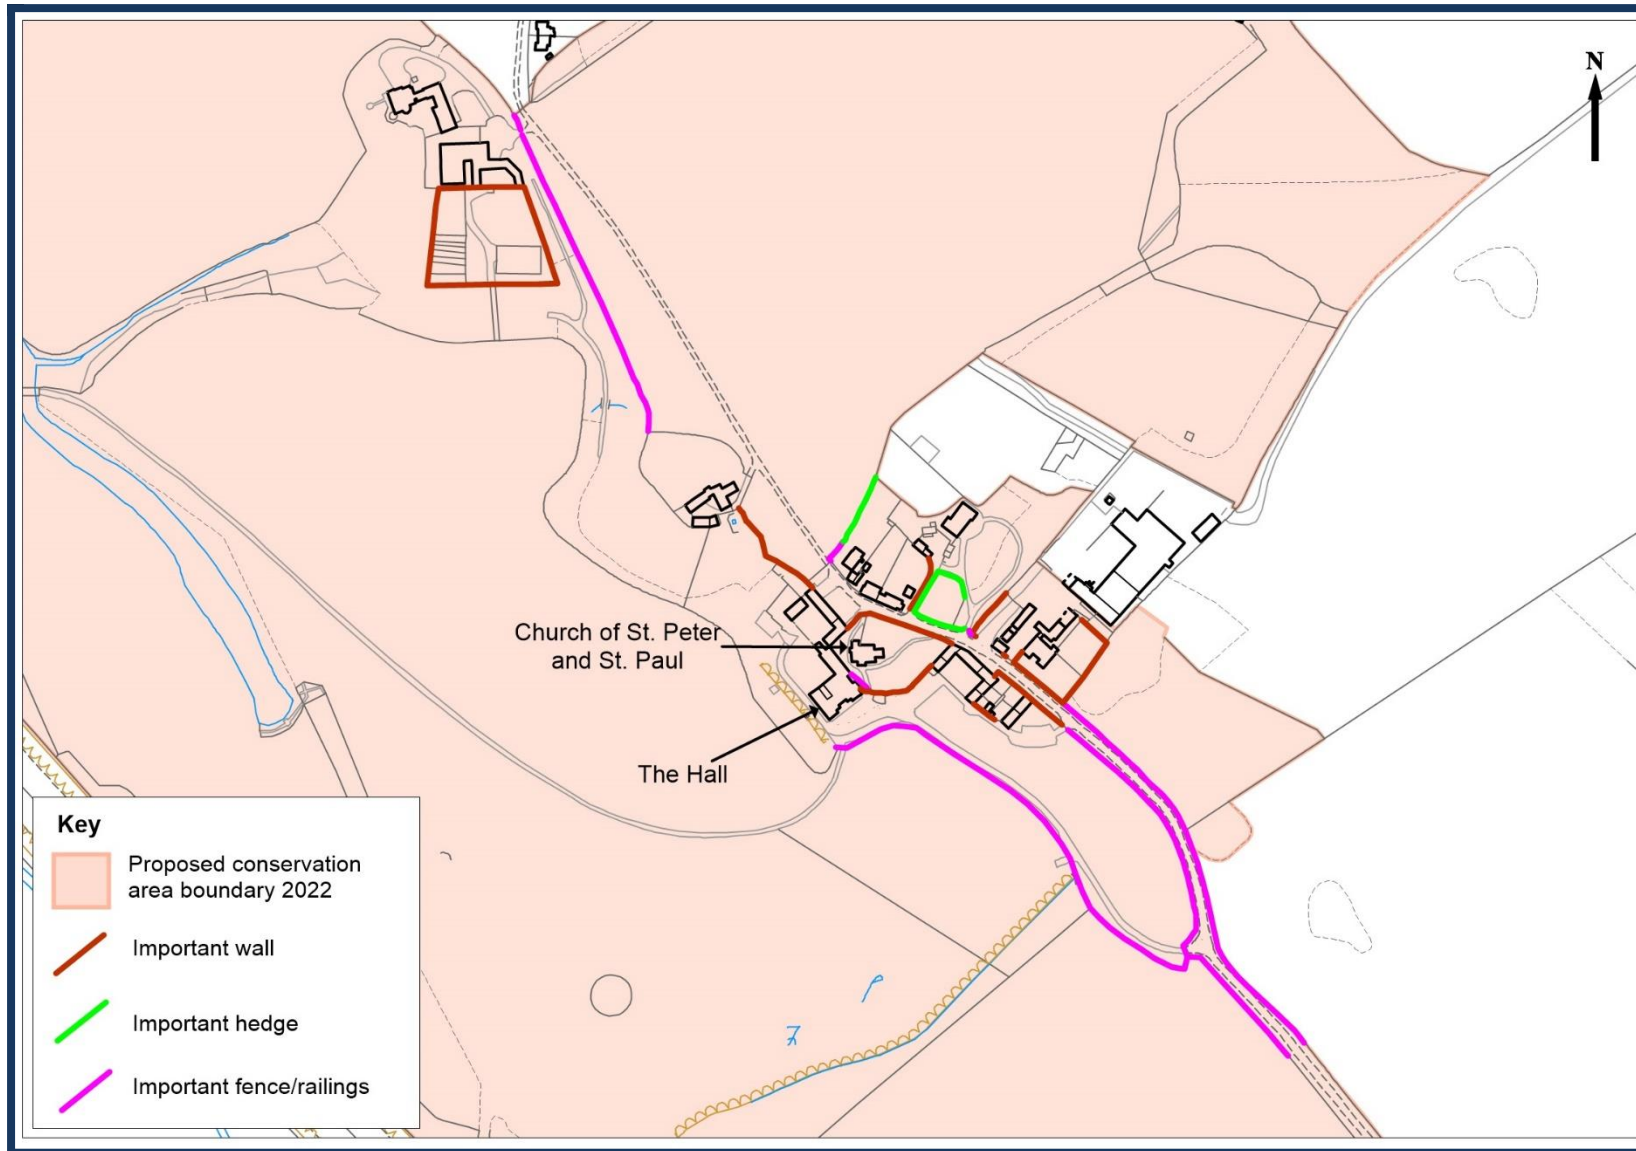 N
Church of St. Peter
and St. Paul
The Hall
Key
Proposed conservation
area boundary 2022
Important wall
Important hedge
Important fence/railings